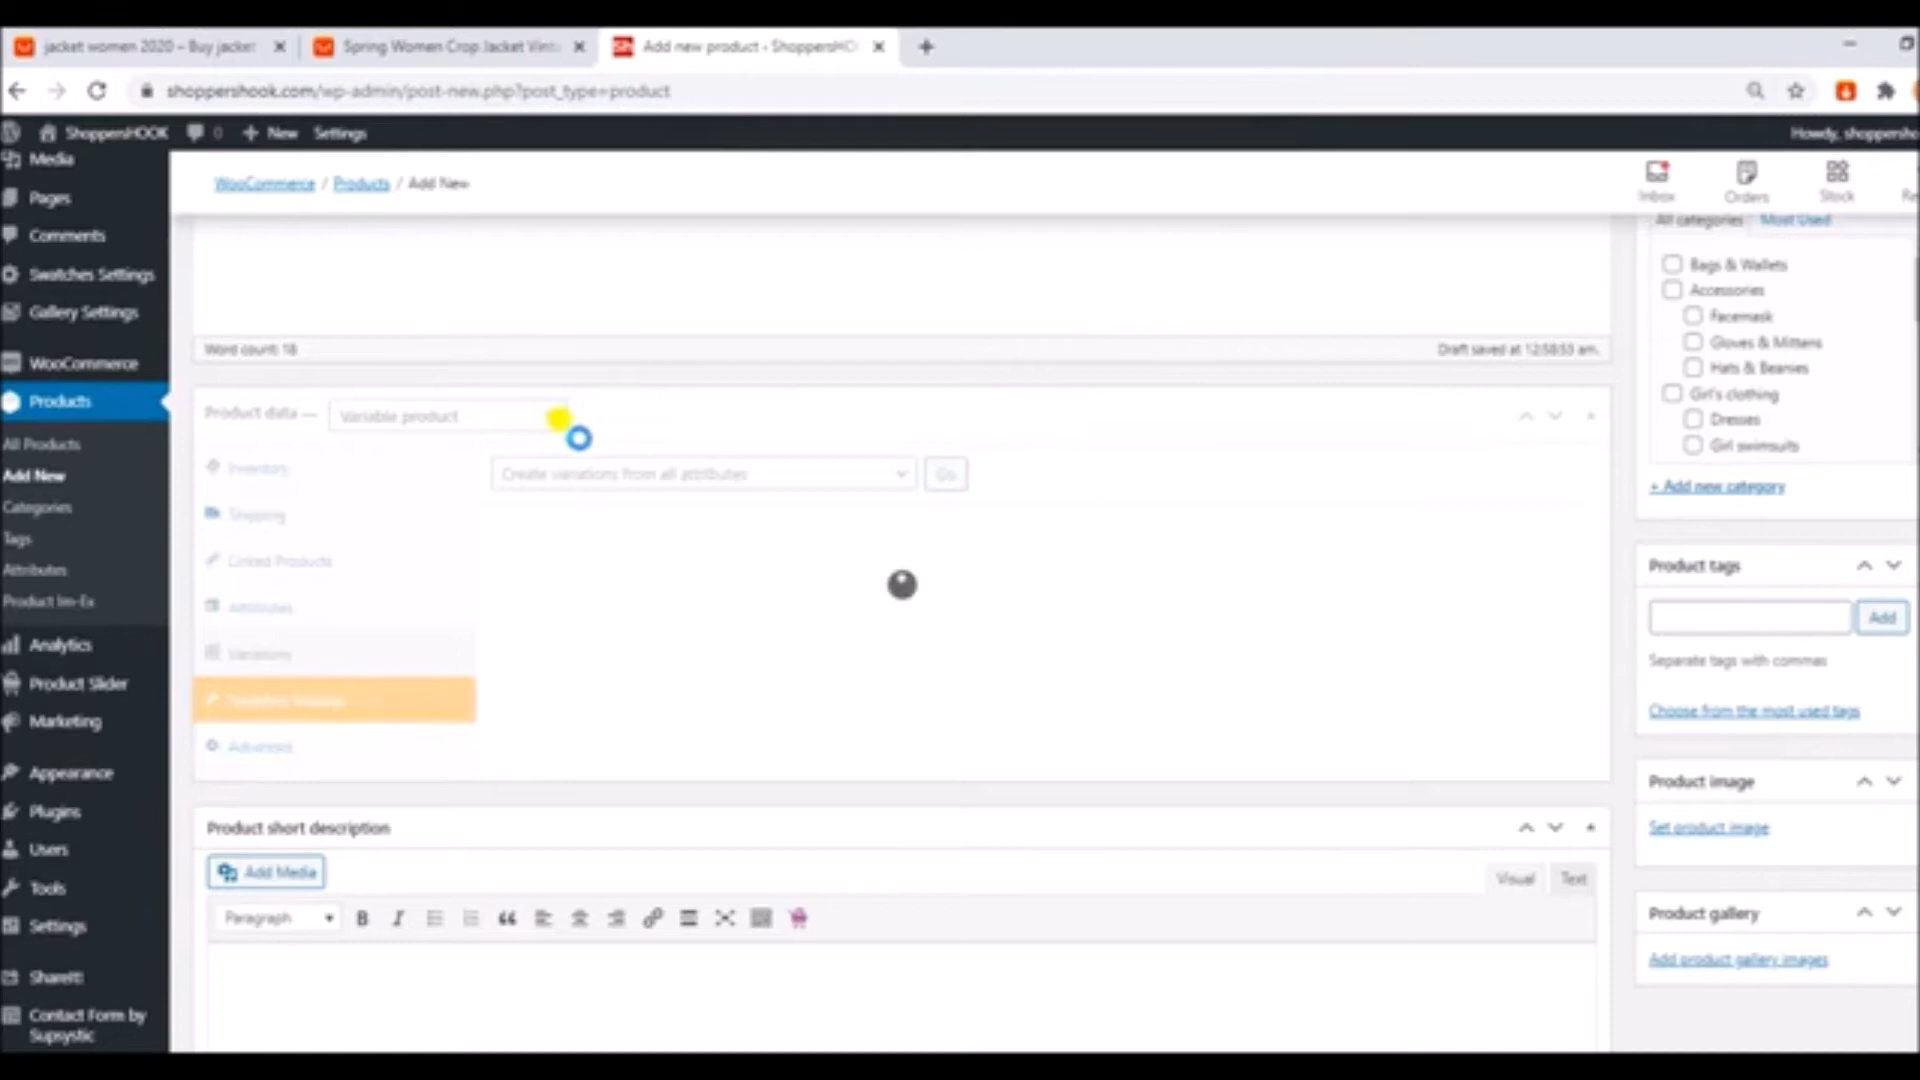 jacket women 2020 – Buy jacket
Spring Women Crop Jacket Vint
Add new product ‹ ShoppersHO
shoppershook.com/wp-admin/post-new.php?post_type=product
ShoppersHOOK 0 New Settings
Howdy, shoppersho
Media
Pages
Comments
Swatches Settings
Gallery Settings
WooCommerce
Products
All Products
Add New
Categories
Tags
Attributes
Product Im-Ex
Analytics
Product Slider
Marketing
Appearance
Plugins
Users
Tools
Settings
Contact Form by
Supsystic
WooCommerce / Products / Add New
Inbox
Orders
Stock
Re
Word count: 18
Draft saved at 12:58:53 am.
Product data — Variable product
Inventory
Shipping
Linked Products
Attributes
Variations
Advanced
Create variations from all attributes
Go
Product short description
Add Media
Visual Text
Paragraph
All categories Most Used
Bags & Wallets
Accessories
Facemask
Gloves & Mittens
Hats & Beanies
Girl's clothing
Dresses
Girl swimsuits
+ Add new category
Product tags
Add
Separate tags with commas
Choose from the most used tags
Product image
Set product image
Product gallery
Add product gallery images